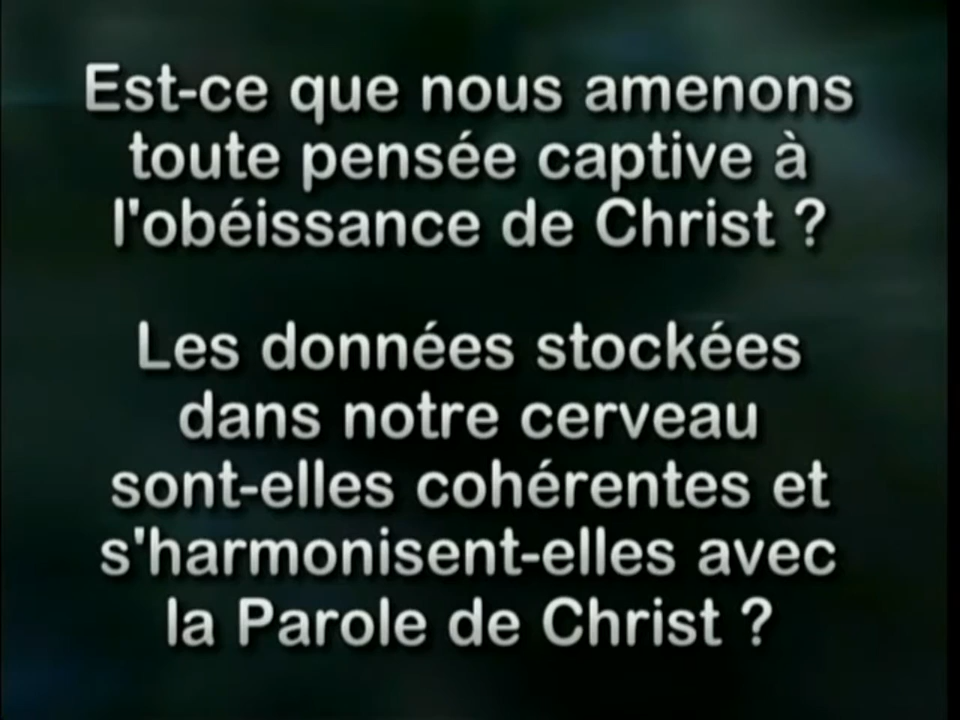 Est-ce que nous amenons
toute pensée captive à
l'obéissance de Christ ?
Les données stockées
dans notre cerveau
sont-elles cohérentes et
s'harmonisent-elles avec
la Parole de Christ ?